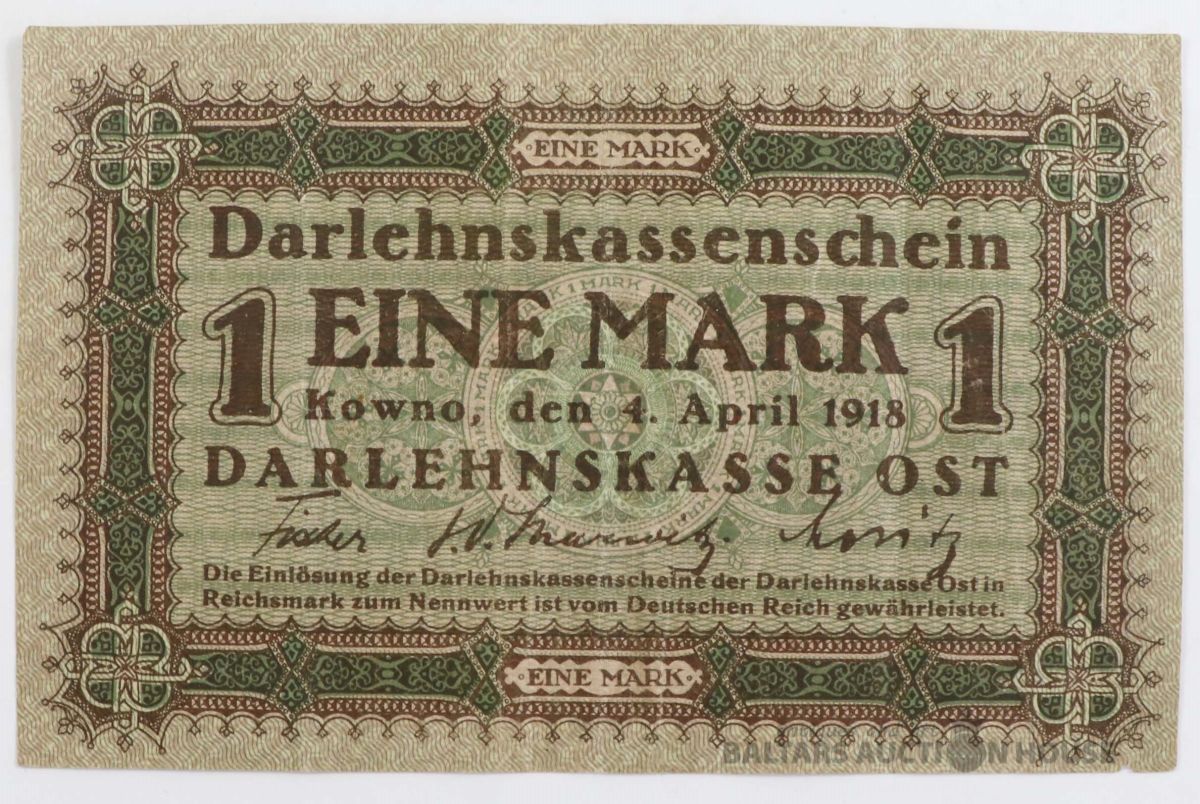 ·EINE MARK·
Darlehnskassenschein
1 EINE MARK 1
Kowno, den 4. April 1918
DARLEHNSKASSE OST
Fischer
Die Einlösung der Darlehnskassenscheine der Darlehnskasse Ost in
Reichsmark zum Nennwert ist vom Deutschen Reich gewährleistet.
·EINE MARK·
BALTARS AUCTION HOUSE